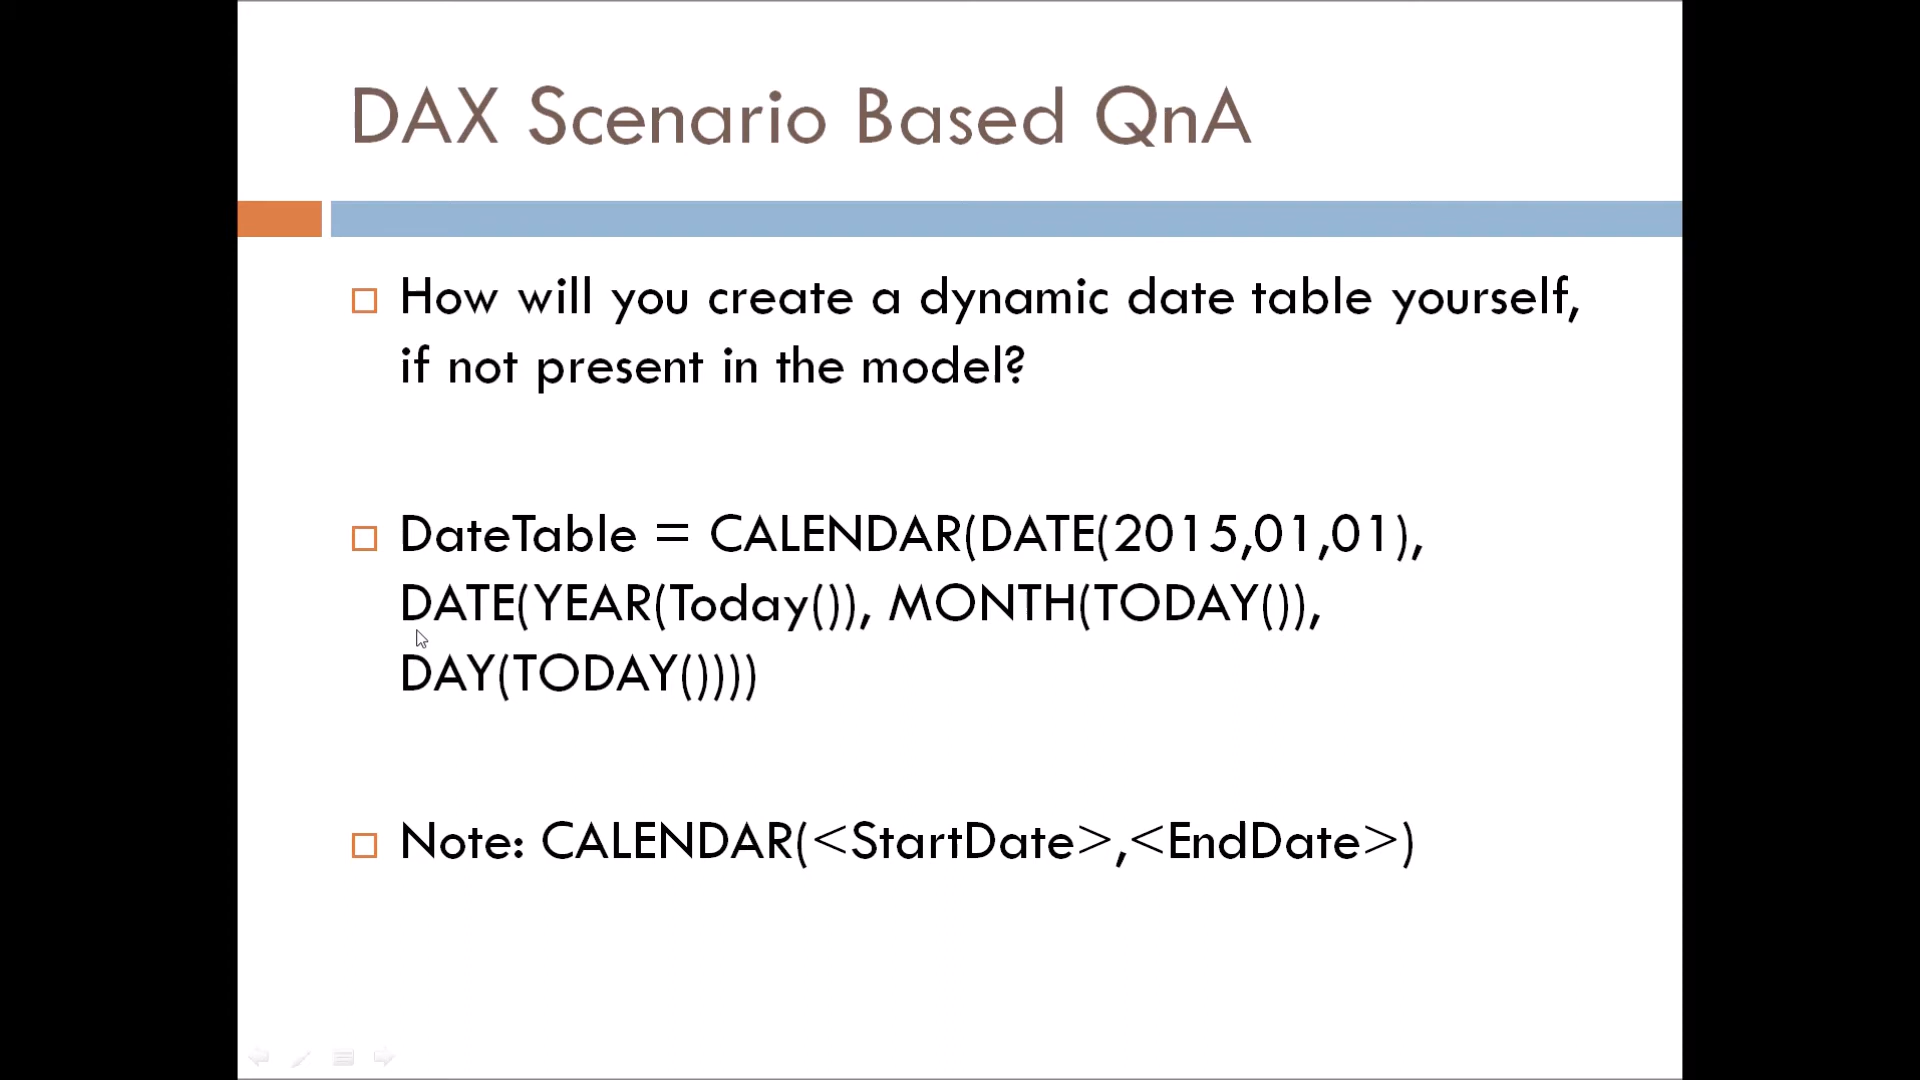 DAX Scenario Based QnA
How will you create a dynamic date table yourself,
if not present in the model?
DateTable = CALENDAR(DATE(2015,01,01),
DATE(YEAR(Today()), MONTH(TODAY()),
DAY(TODAY())))
Note: CALENDAR(<StartDate>,<EndDate>)